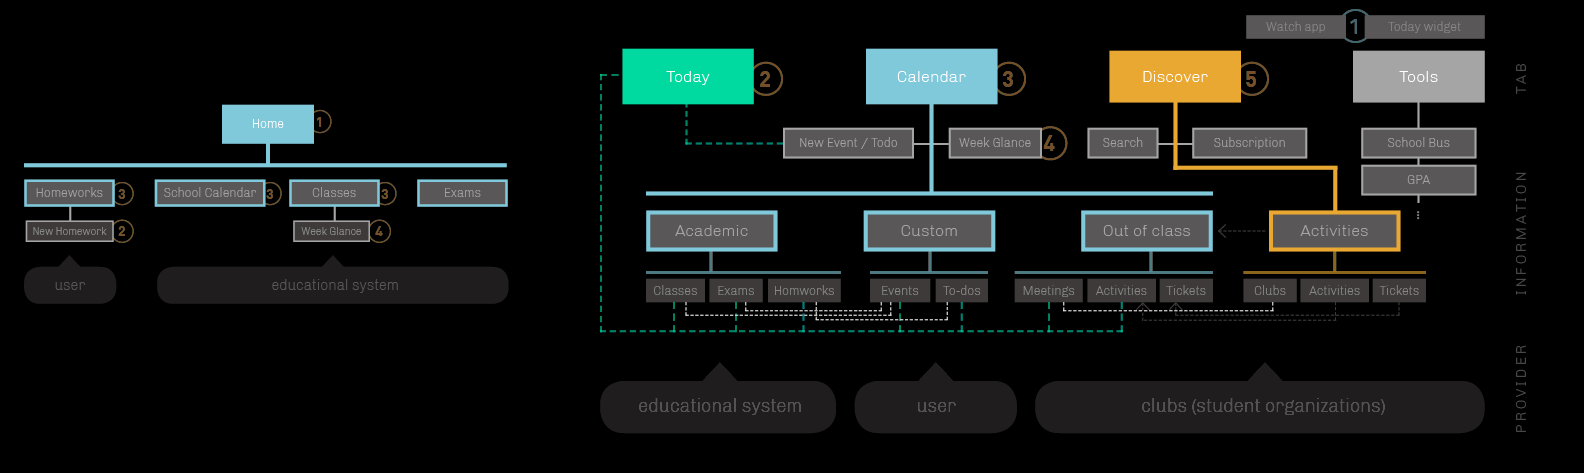 Home
1
Homeworks
3
School Calendar
3
Classes
3
Exams
New Homework
2
Week Glance
4
user
educational system
Watch app
1
Today widget
Today
2
Calendar
3
Discover
5
Tools
TAB
New Event / Todo
Week Glance
4
Search
Subscription
School Bus
GPA
Academic
Custom
Out of class
Activities
INFORMATION
Classes
Exams
Homworks
Events
To-dos
Meetings
Activities
Tickets
Clubs
Activities
Tickets
PROVIDER
educational system
user
clubs (student organizations)